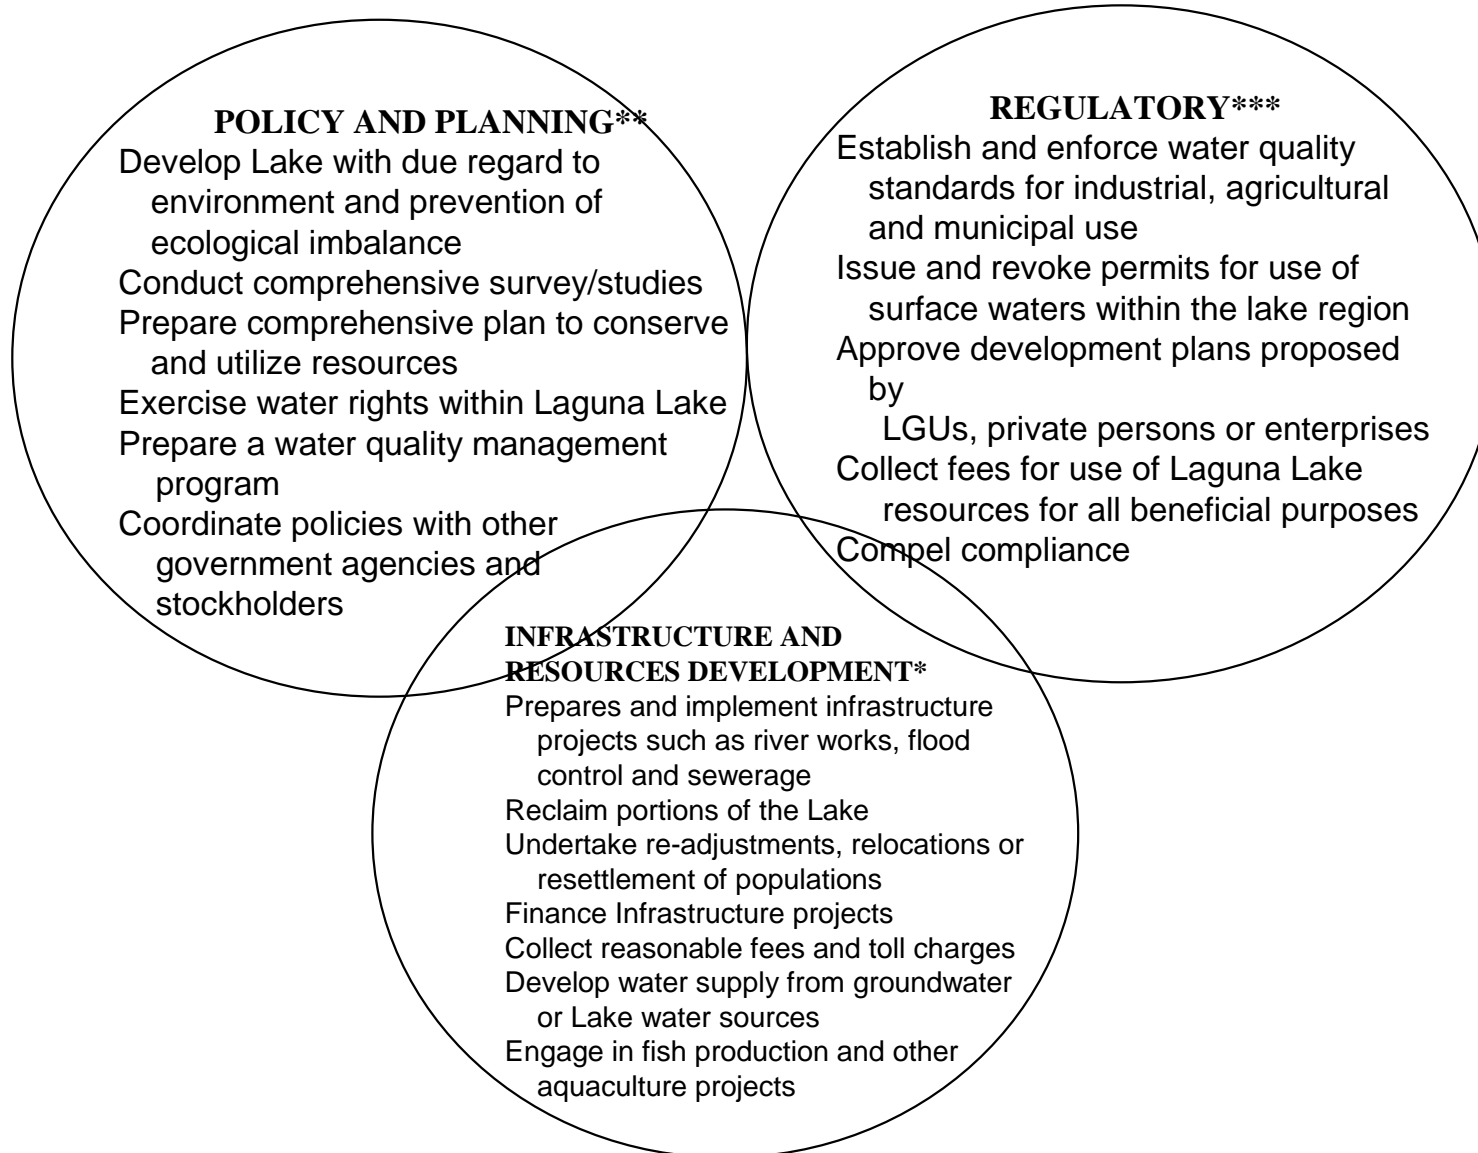 POLICY AND PLANNING**
Develop Lake with due regard to
environment and prevention of
ecological imbalance
Conduct comprehensive survey/studies
Prepare comprehensive plan to conserve
and utilize resources
Exercise water rights within Laguna Lake
Prepare a water quality management
program
Coordinate policies with other
government agencies and
stockholders
REGULATORY***
Establish and enforce water quality
standards for industrial, agricultural
and municipal use
Issue and revoke permits for use of
surface waters within the lake region
Approve development plans proposed
by
LGUs, private persons or enterprises
Collect fees for use of Laguna Lake
resources for all beneficial purposes
Compel compliance
INFRASTRUCTURE AND
RESOURCES DEVELOPMENT*
Prepares and implement infrastructure
projects such as river works, flood
control and sewerage
Reclaim portions of the Lake
Undertake re-adjustments, relocations or
resettlement of populations
Finance Infrastructure projects
Collect reasonable fees and toll charges
Develop water supply from groundwater
or Lake water sources
Engage in fish production and other
aquaculture projects